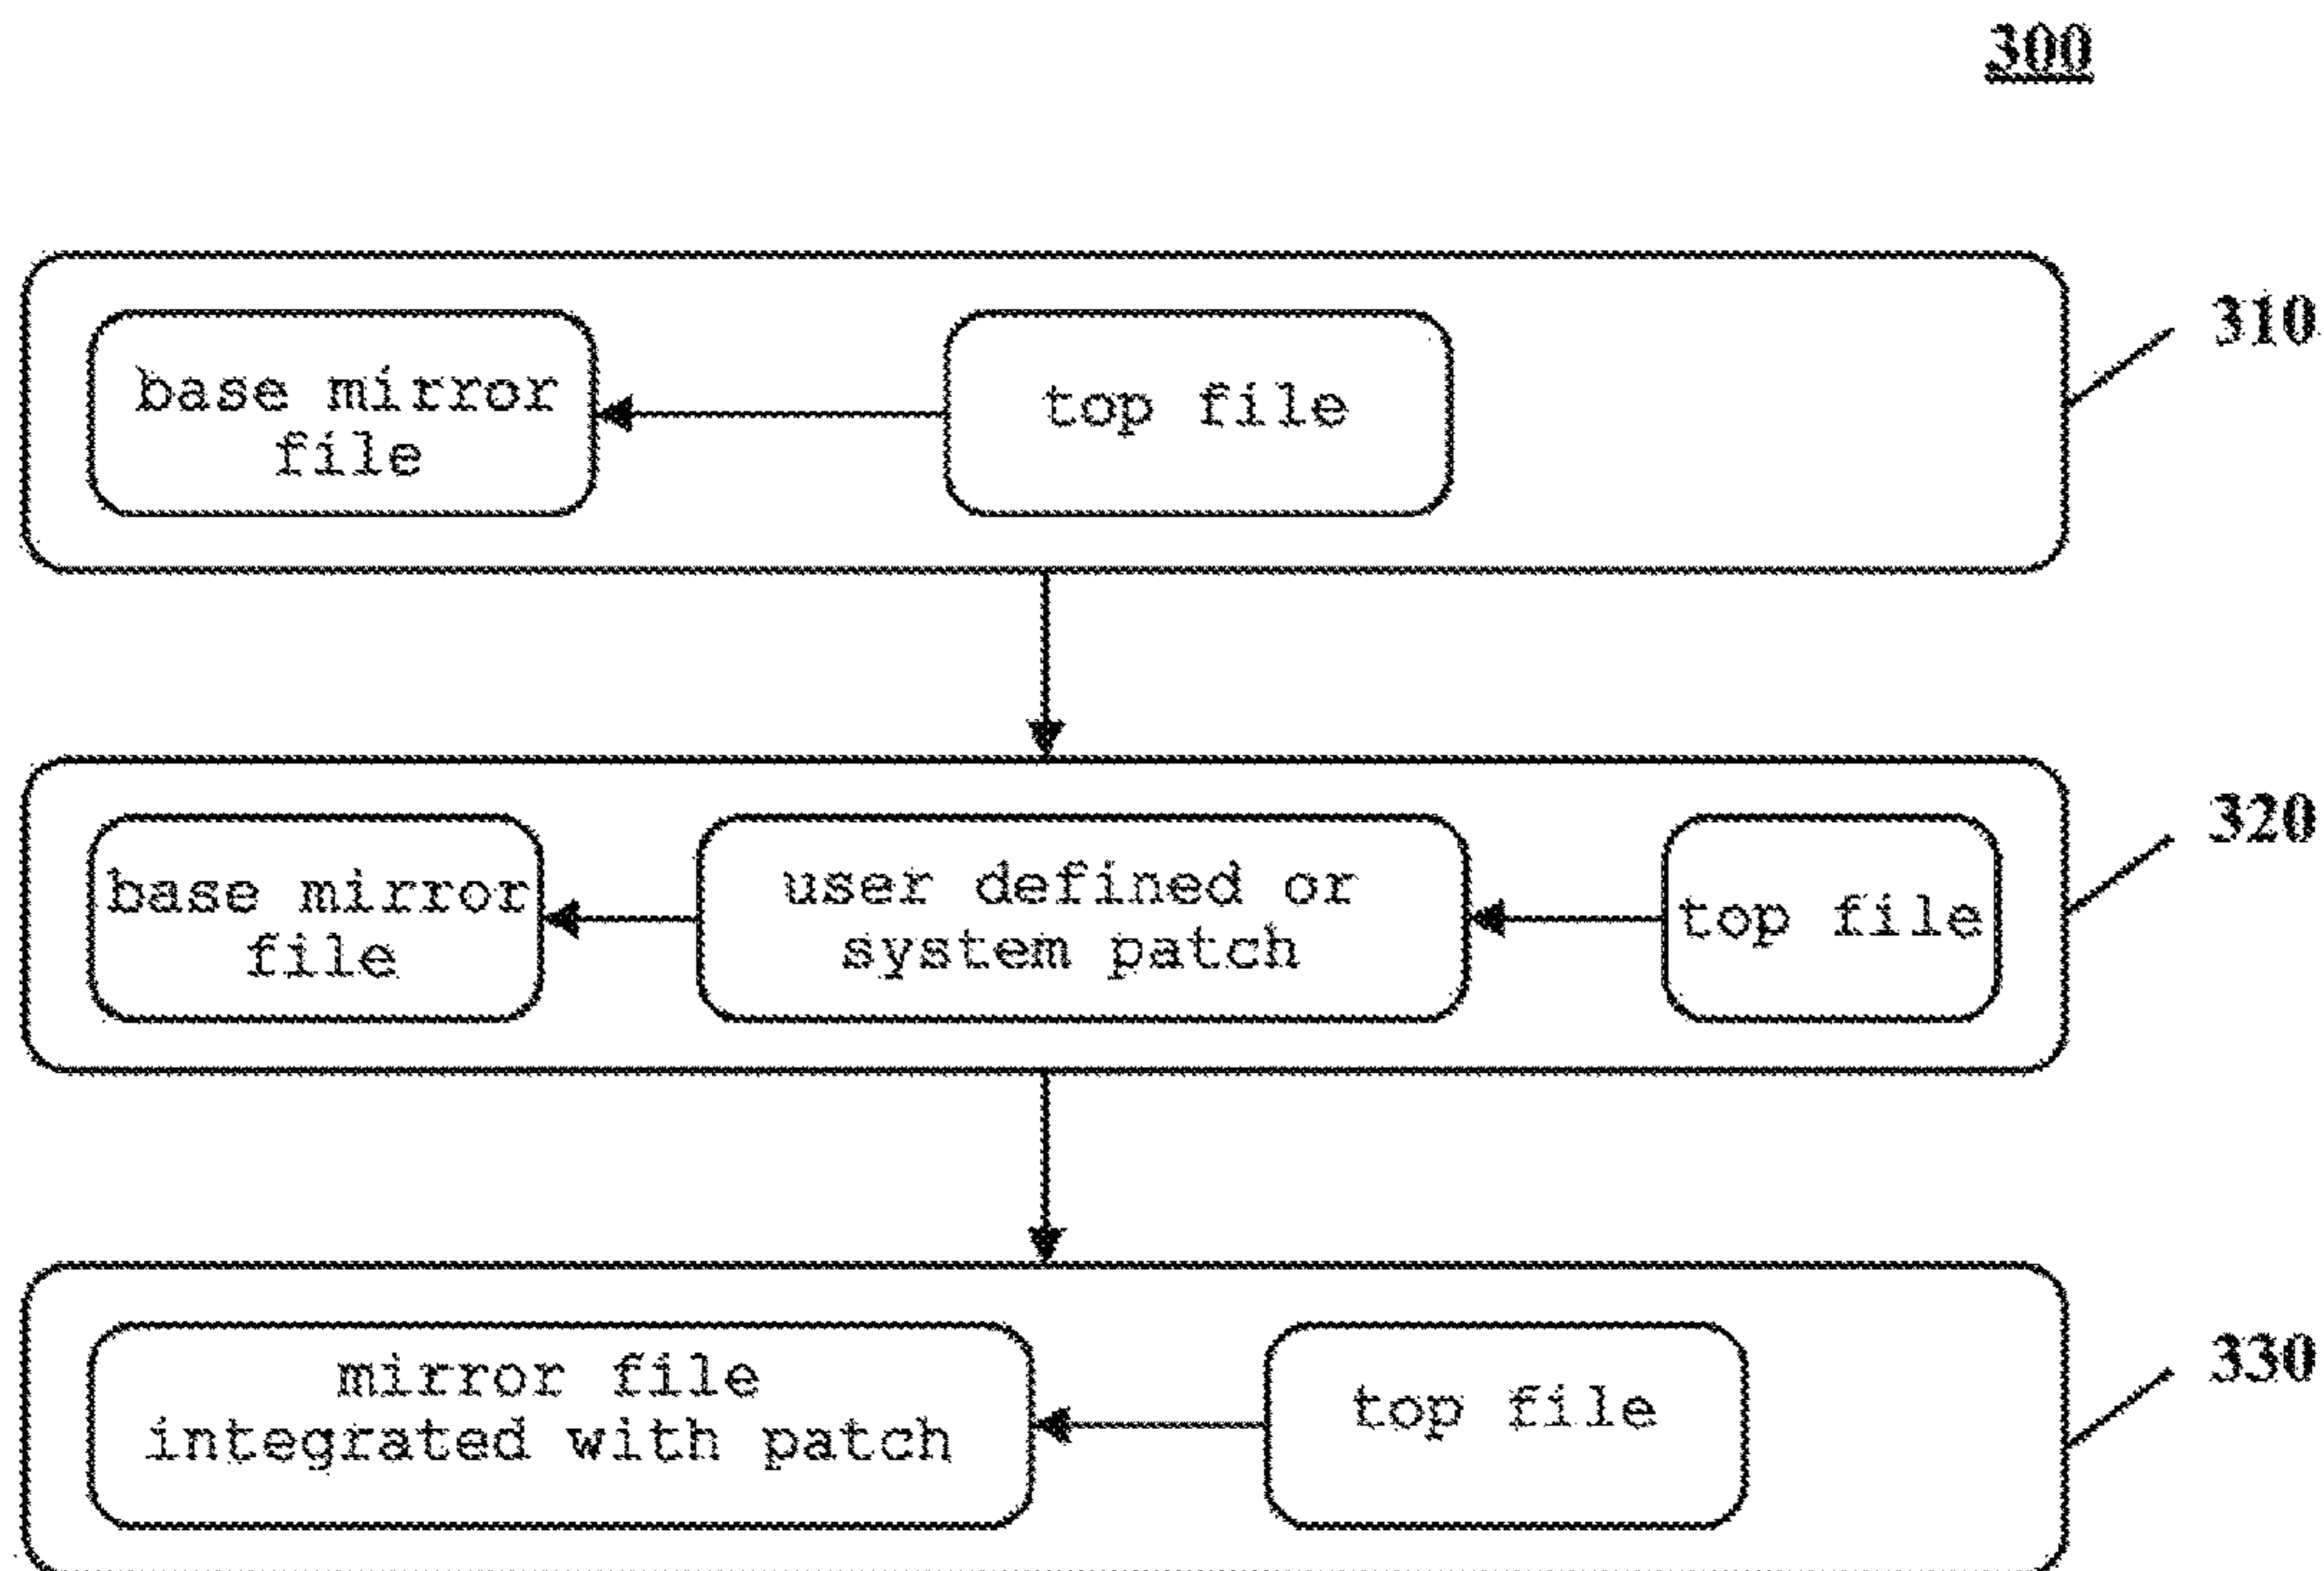 300
310
base mirror
file
top file
320
base mirror
file
user defined or
system patch
top file
330
mirror file
integrated with patch
top file